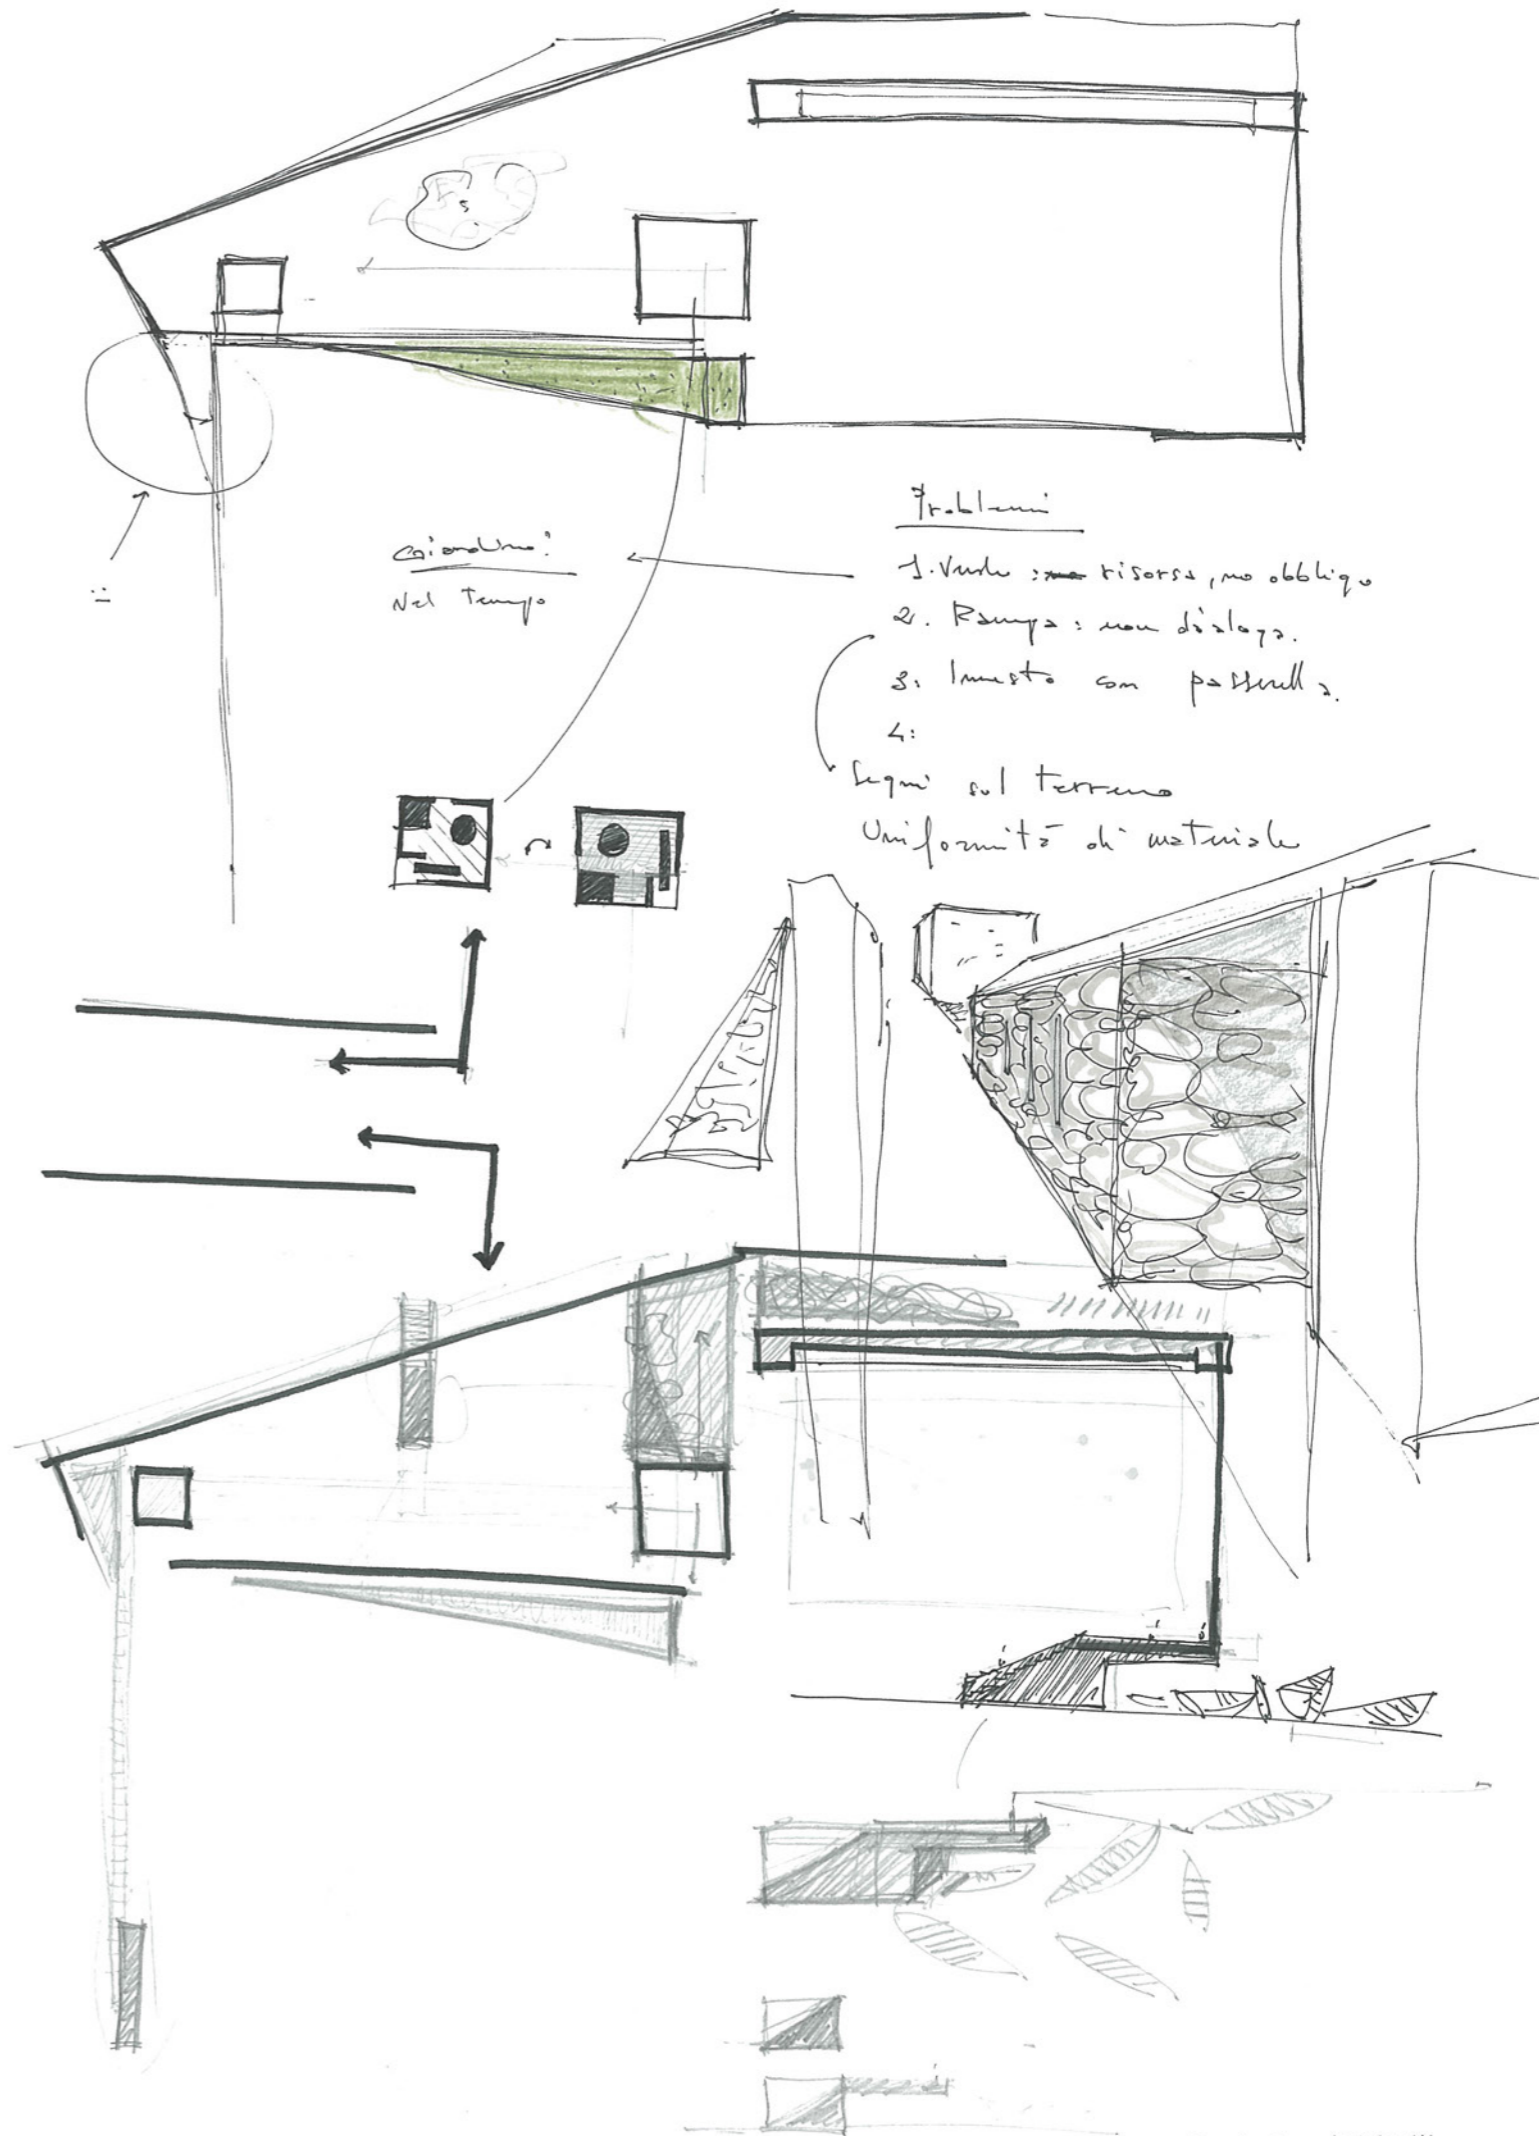 Problemi
1. Verde: risorsa, no obbligo
2. Rampa: non dialoga.
3: Innesto con passerella.
4:
Segni sul terreno
Uniformità di materiale
Giardino:
Nel Tempo